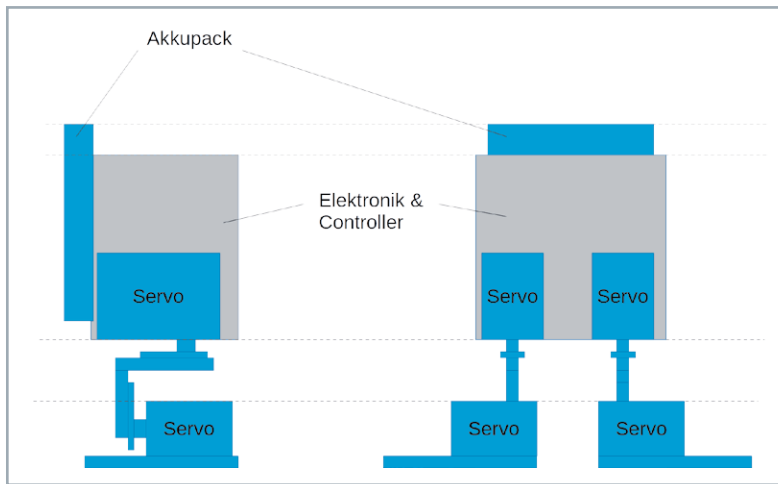 Akkupack
Elektronik &
Controller
Servo
Servo
Servo
Servo
Servo
Servo